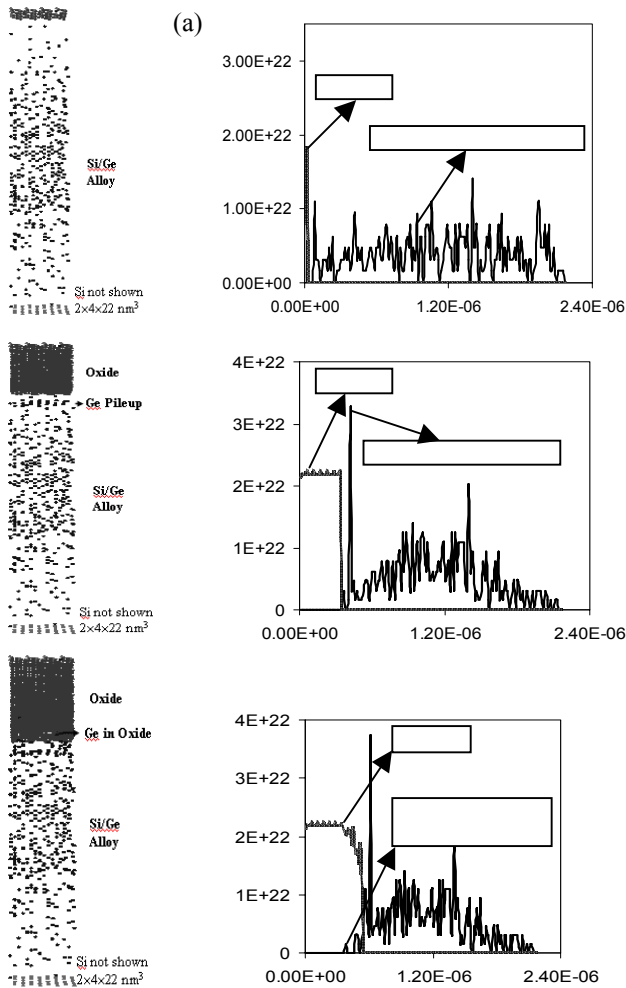 (a)
3.00E+22
2.00E+22
1.00E+22
0.00E+00
0.00E+00 1.20E-06 2.40E-06
Si/Ge
Alloy
Si not shown
2×4×22 nm³
Oxide
Ge Pileup
Si/Ge
Alloy
Si not shown
2×4×22 nm³
4E+22
3E+22
2E+22
1E+22
0
0.00E+00 1.20E-06 2.40E-06
Oxide
Ge in Oxide
Si/Ge
Alloy
Si not shown
2×4×22 nm³
4E+22
3E+22
2E+22
1E+22
0
0.00E+00 1.20E-06 2.40E-06